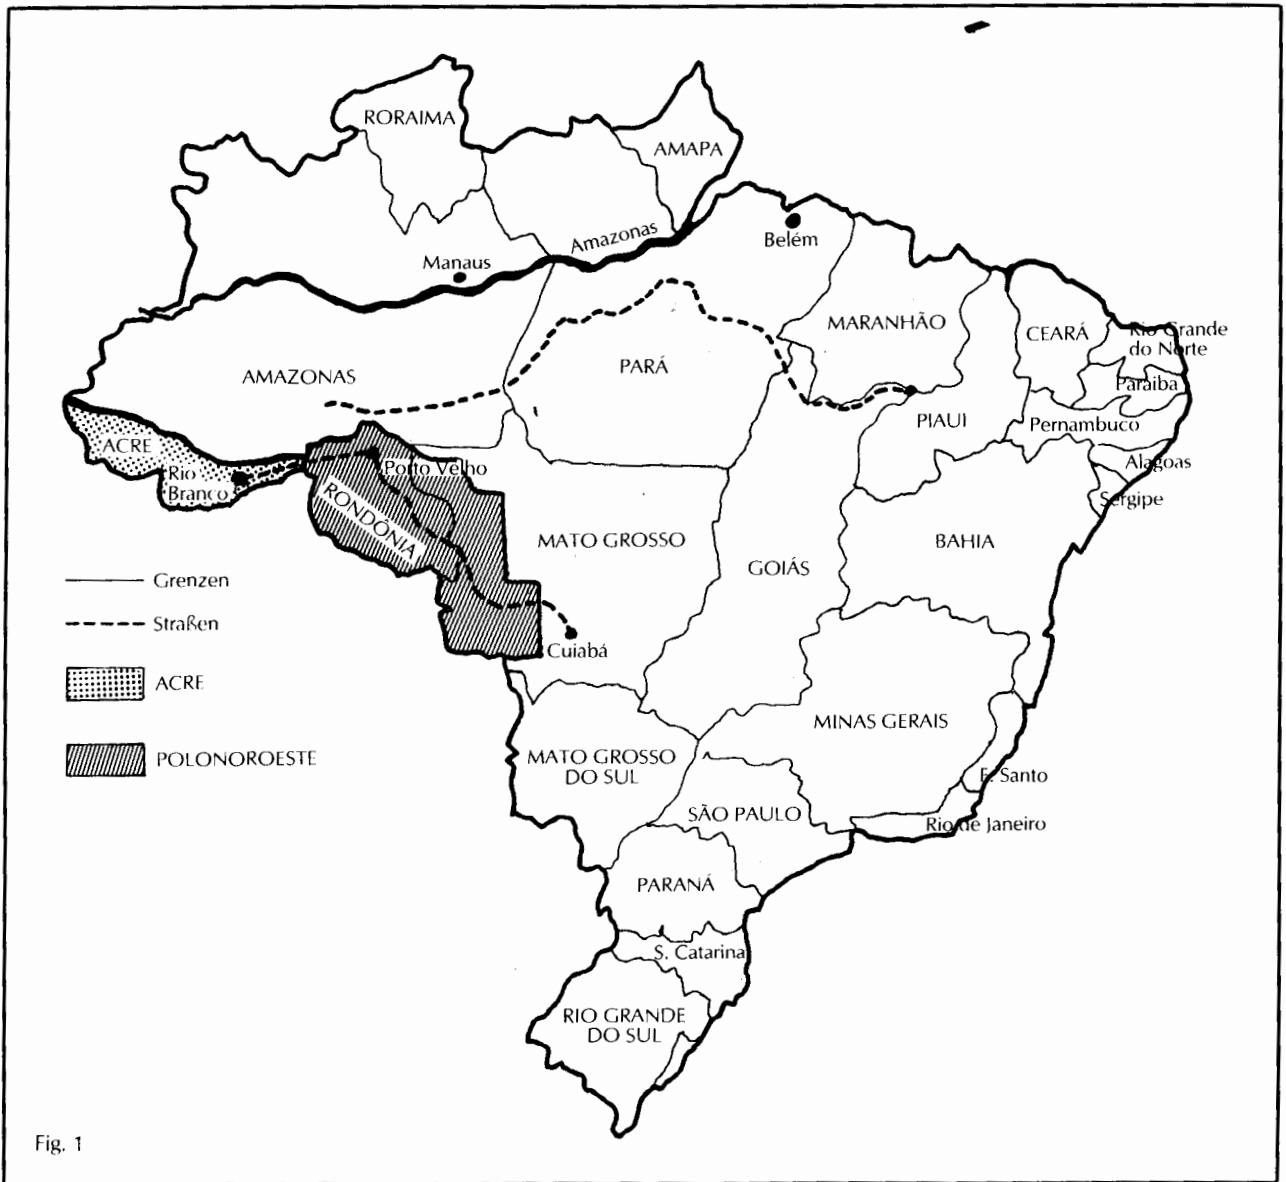 RORAIMA
AMAPA
Amazonas
Belém
Manaus
MARANHÃO
CEARÁ
Rio Grande
do Norte
AMAZONAS
PARÁ
Paraiba
PIAUI
Pernambuco
ACRE
Rio
Branco
Porto Velho
Alagoas
Sergipe
RONDÔNIA
MATO GROSSO
GOIÁS
BAHIA
Grenzen
Straßen
Cuiabá
ACRE
MINAS GERAIS
POLONOROESTE
MATO GROSSO
DO SUL
E. Santo
SÃO PAULO
Rio de Janeiro
PARANÁ
S. Catarina
RIO GRANDE
DO SUL
Fig. 1